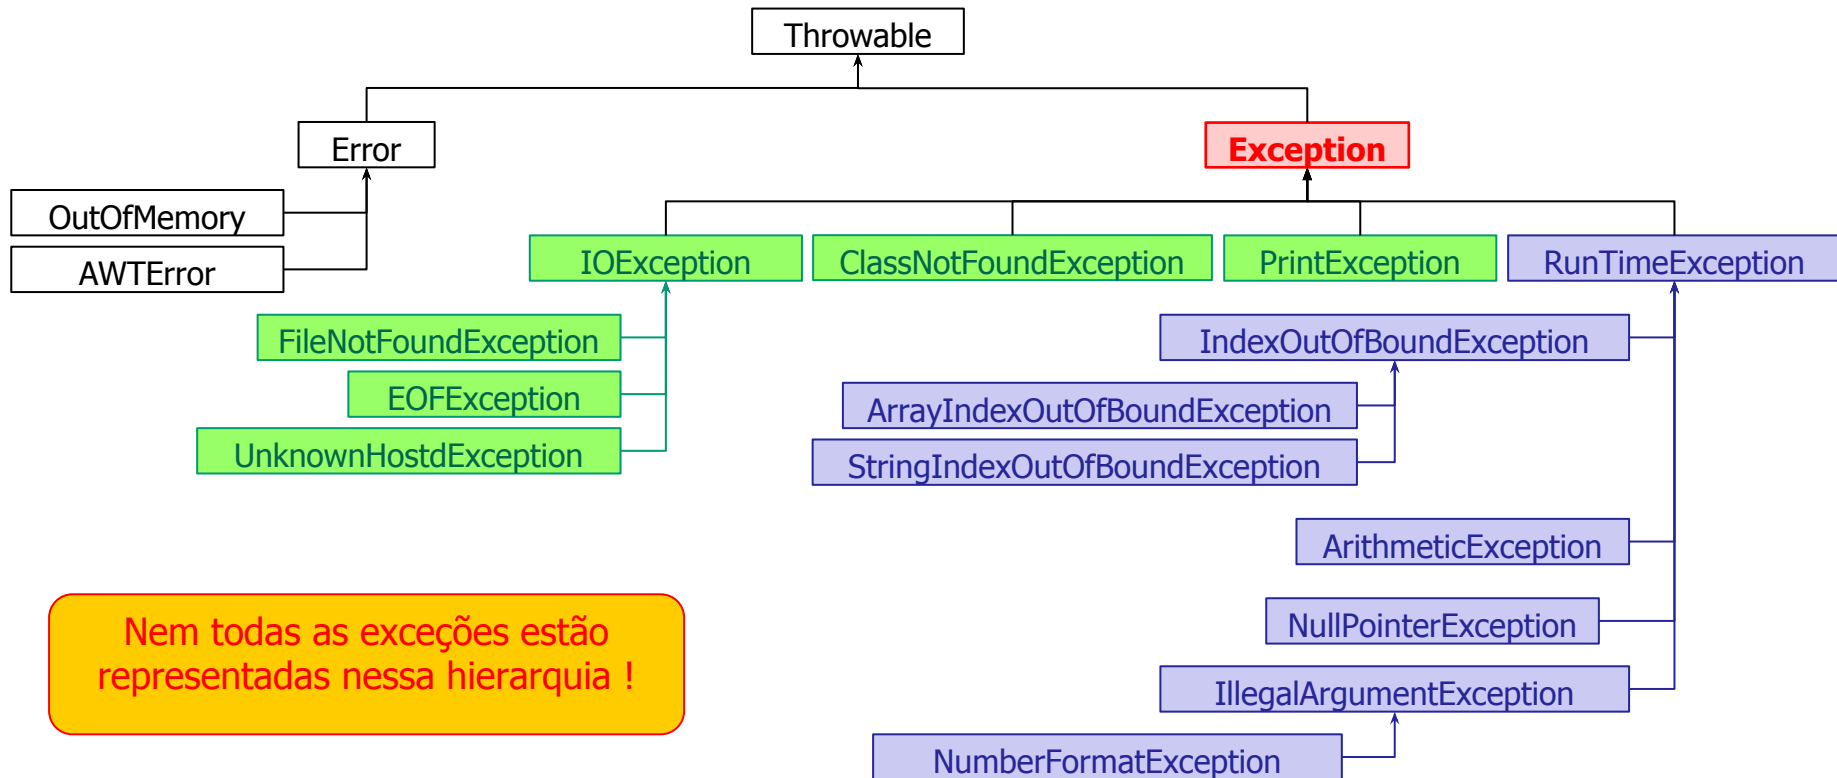 Throwable
Error
Exception
OutOfMemory
AWTError
IOException
ClassNotFoundException
PrintException
RunTimeException
FileNotFoundException
IndexOutOfBoundException
EOFException
ArrayIndexOutOfBoundException
UnknownHostdException
StringIndexOutOfBoundException
ArithmeticException
Nem todas as exceções estão
representadas nessa hierarquia !
NullPointerException
IllegalArgumentException
NumberFormatException